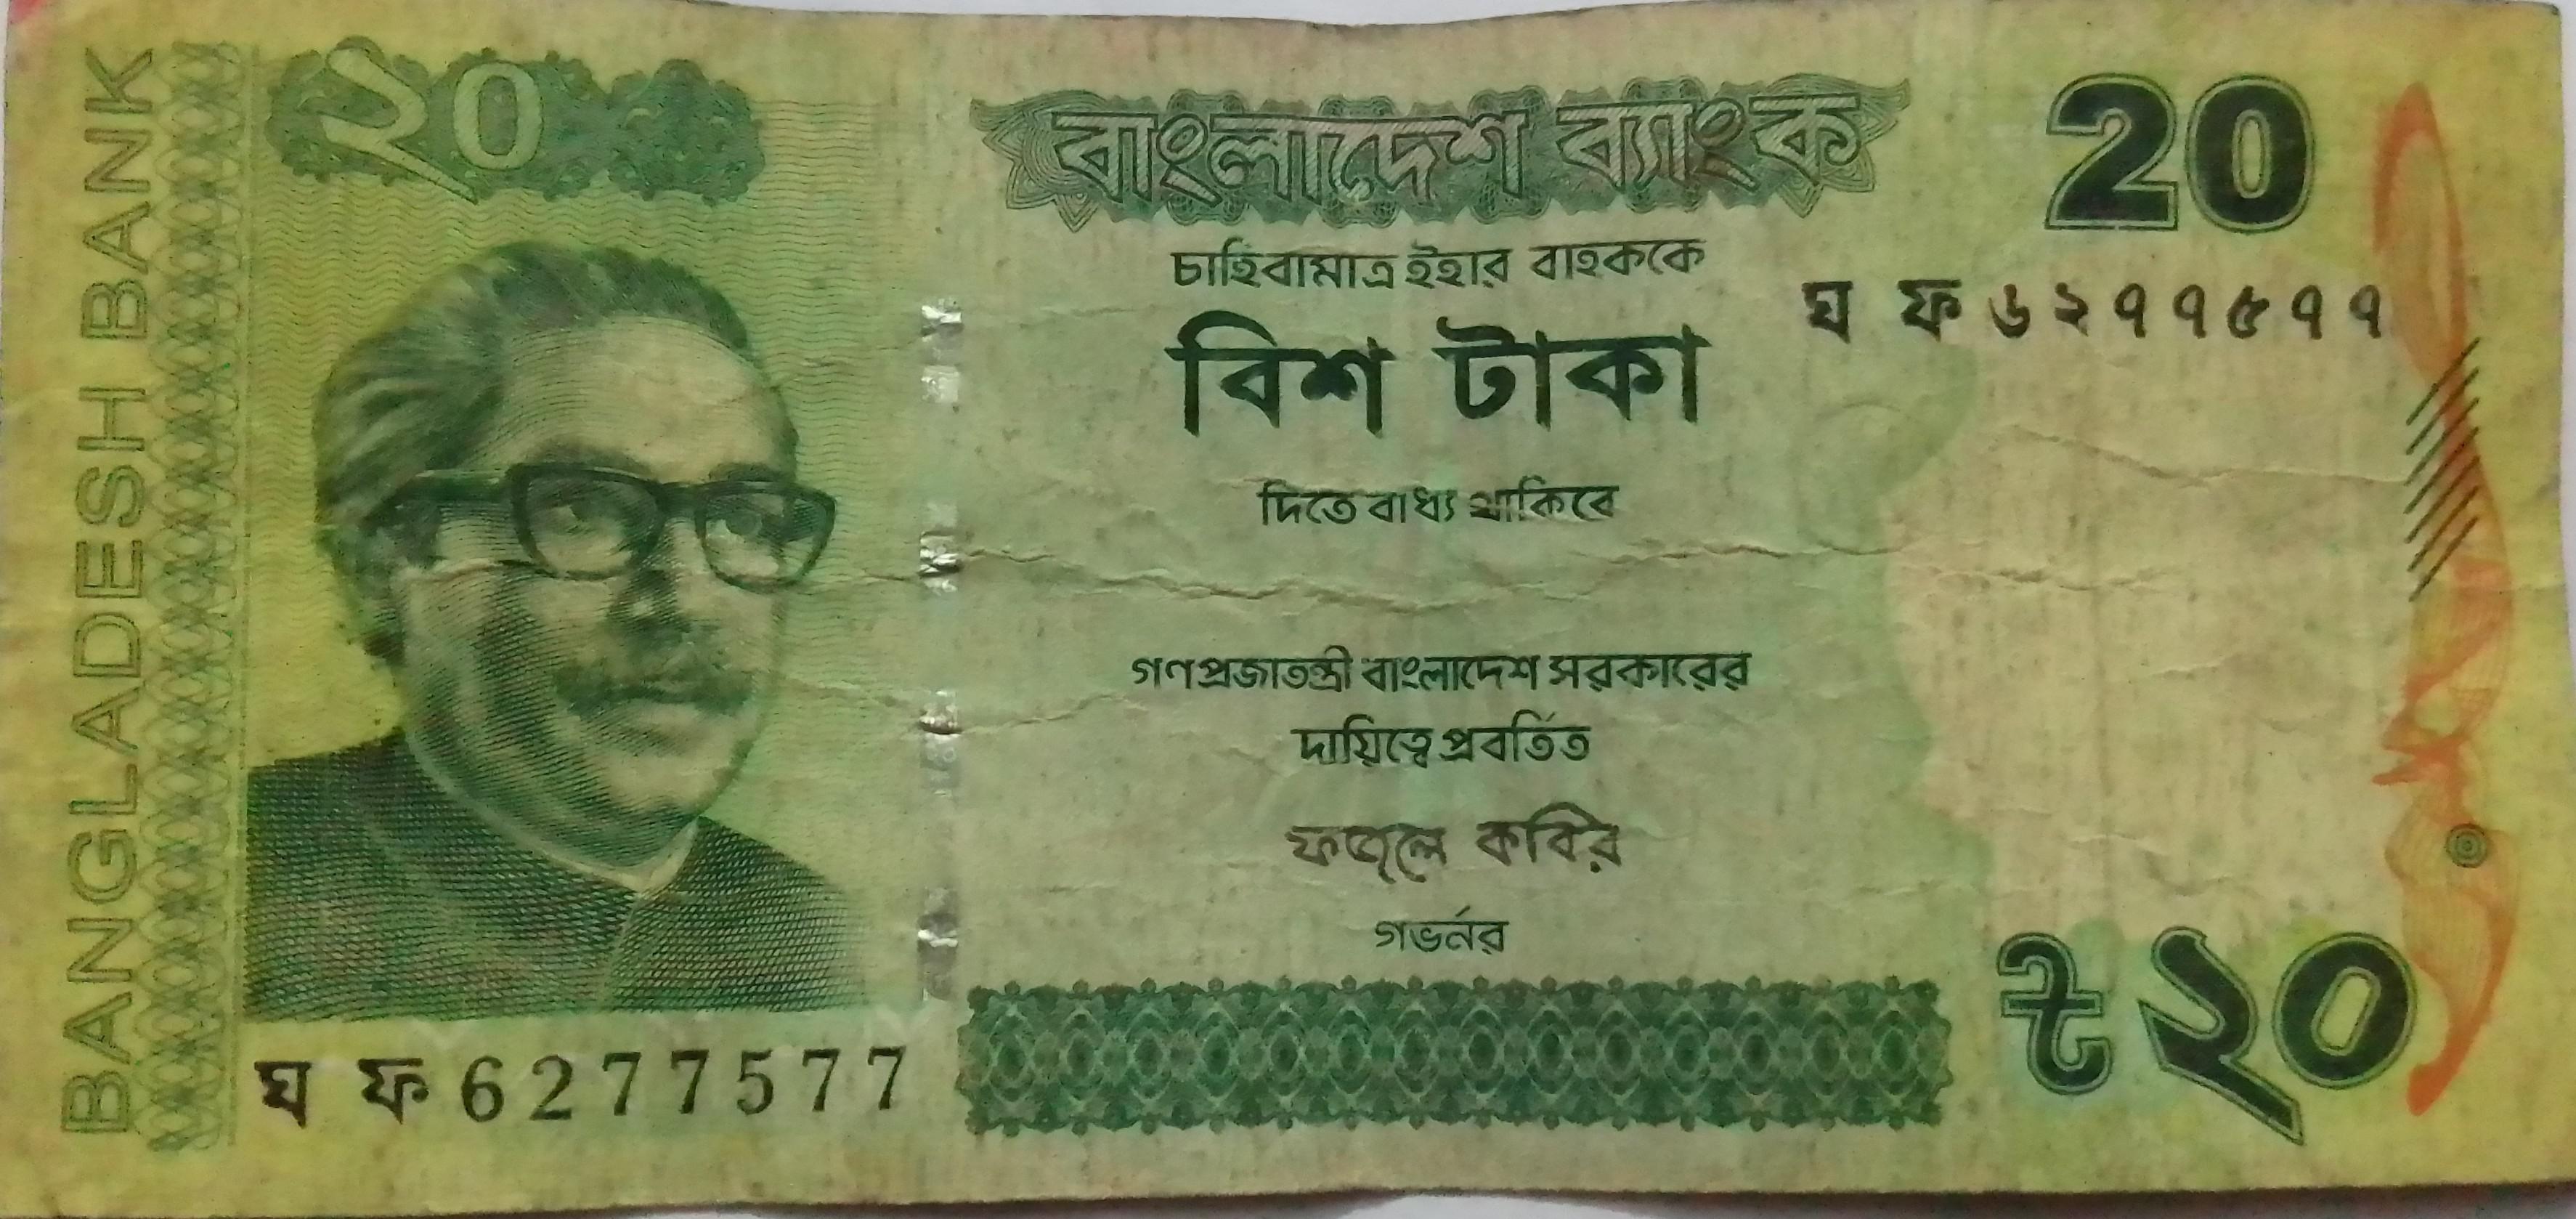 BANGLADESH BANK
২০
বাংলাদেশ ব্যাংক
20
চাহিবামাত্র ইহার বাহককে
ঘ ফ ৬২৭৭৫৭৭
বিশ টাকা
দিতে বাধ্য থাকিবে
গণপ্রজাতন্ত্রী বাংলাদেশ সরকারের
দায়িত্বে প্রবর্তিত
ফজলে কবির
গভর্নর
৳২০
ঘ ফ 6277577